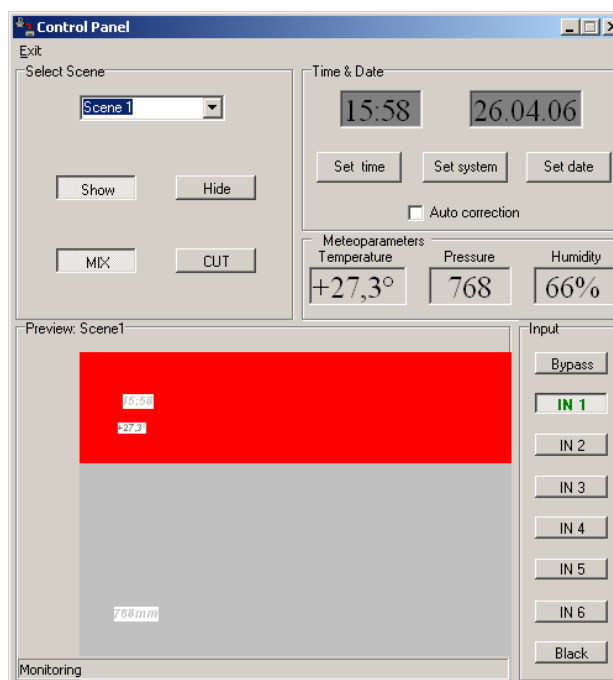 Control Panel
Exit
Select Scene
Scene 1
Show
Hide
MIX
CUT
Time & Date
15:58
26.04.06
Set time
Set system
Set date
Auto correction
Meteoparameters
Temperature
Pressure
Humidity
+27,3°
768
66%
Preview: Scene1
15:58
+27,3°
768mm
Monitoring
Input
Bypass
IN 1
IN 2
IN 3
IN 4
IN 5
IN 6
Black